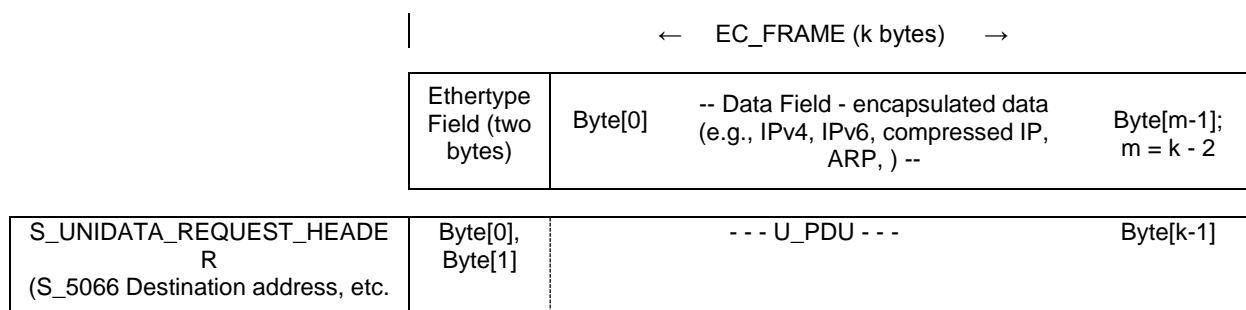 ← EC_FRAME (k bytes) →
Ethertype
Field (two
bytes)
Byte[0]
-- Data Field - encapsulated data
(e.g., IPv4, IPv6, compressed IP,
ARP, ) --
Byte[m-1];
m = k - 2
S_UNIDATA_REQUEST_HEADE
R
(S_5066 Destination address, etc.
Byte[0],
Byte[1]
- - - U_PDU - - -
Byte[k-1]